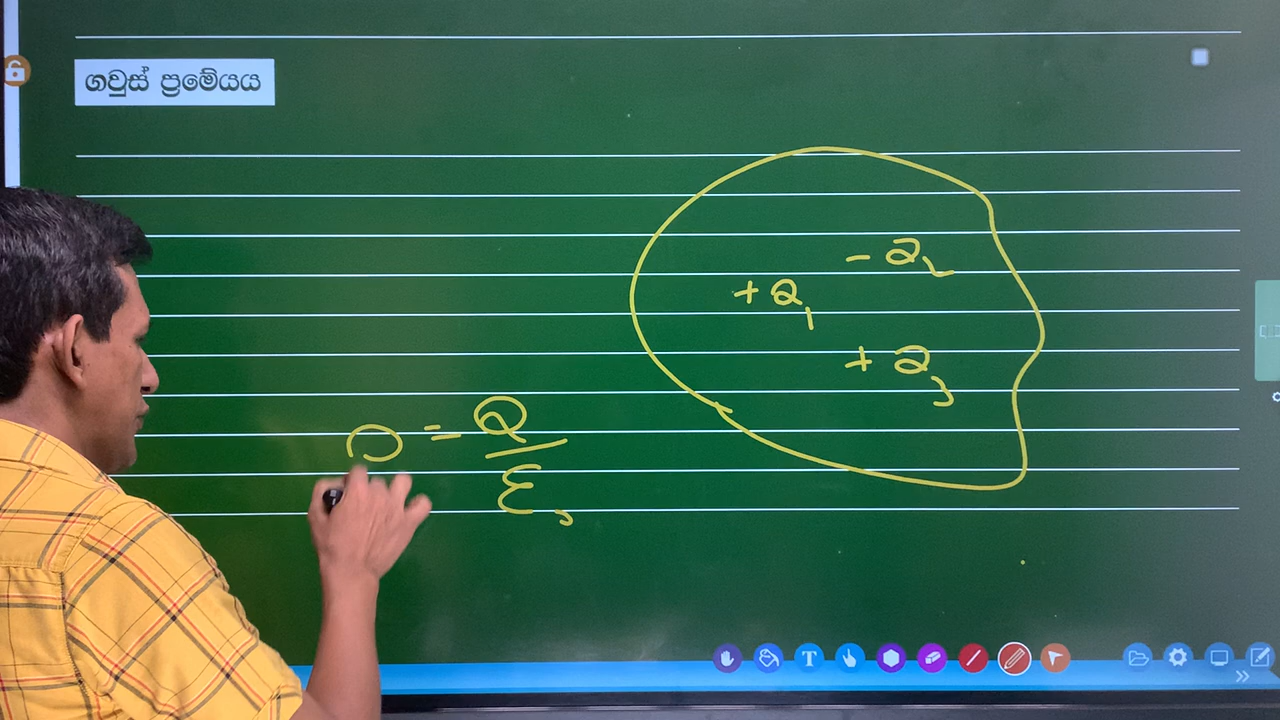 ගවුස් ප්‍රමේයය
- Q₂
+ Q₁
+ Q₃
= Q / ε₀
T